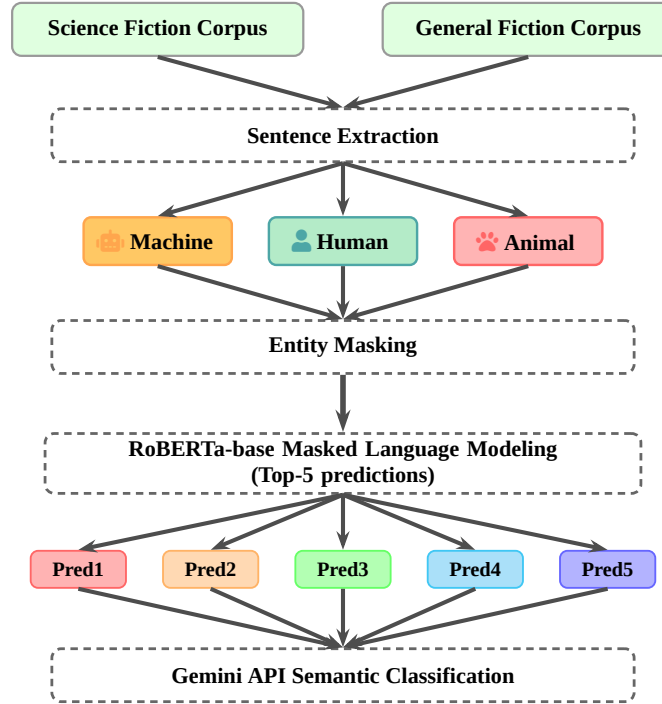 Science Fiction Corpus
General Fiction Corpus
Sentence Extraction
Machine
Human
Animal
Entity Masking
RoBERTa-base Masked Language Modeling
(Top-5 predictions)
Pred1
Pred2
Pred3
Pred4
Pred5
Gemini API Semantic Classification